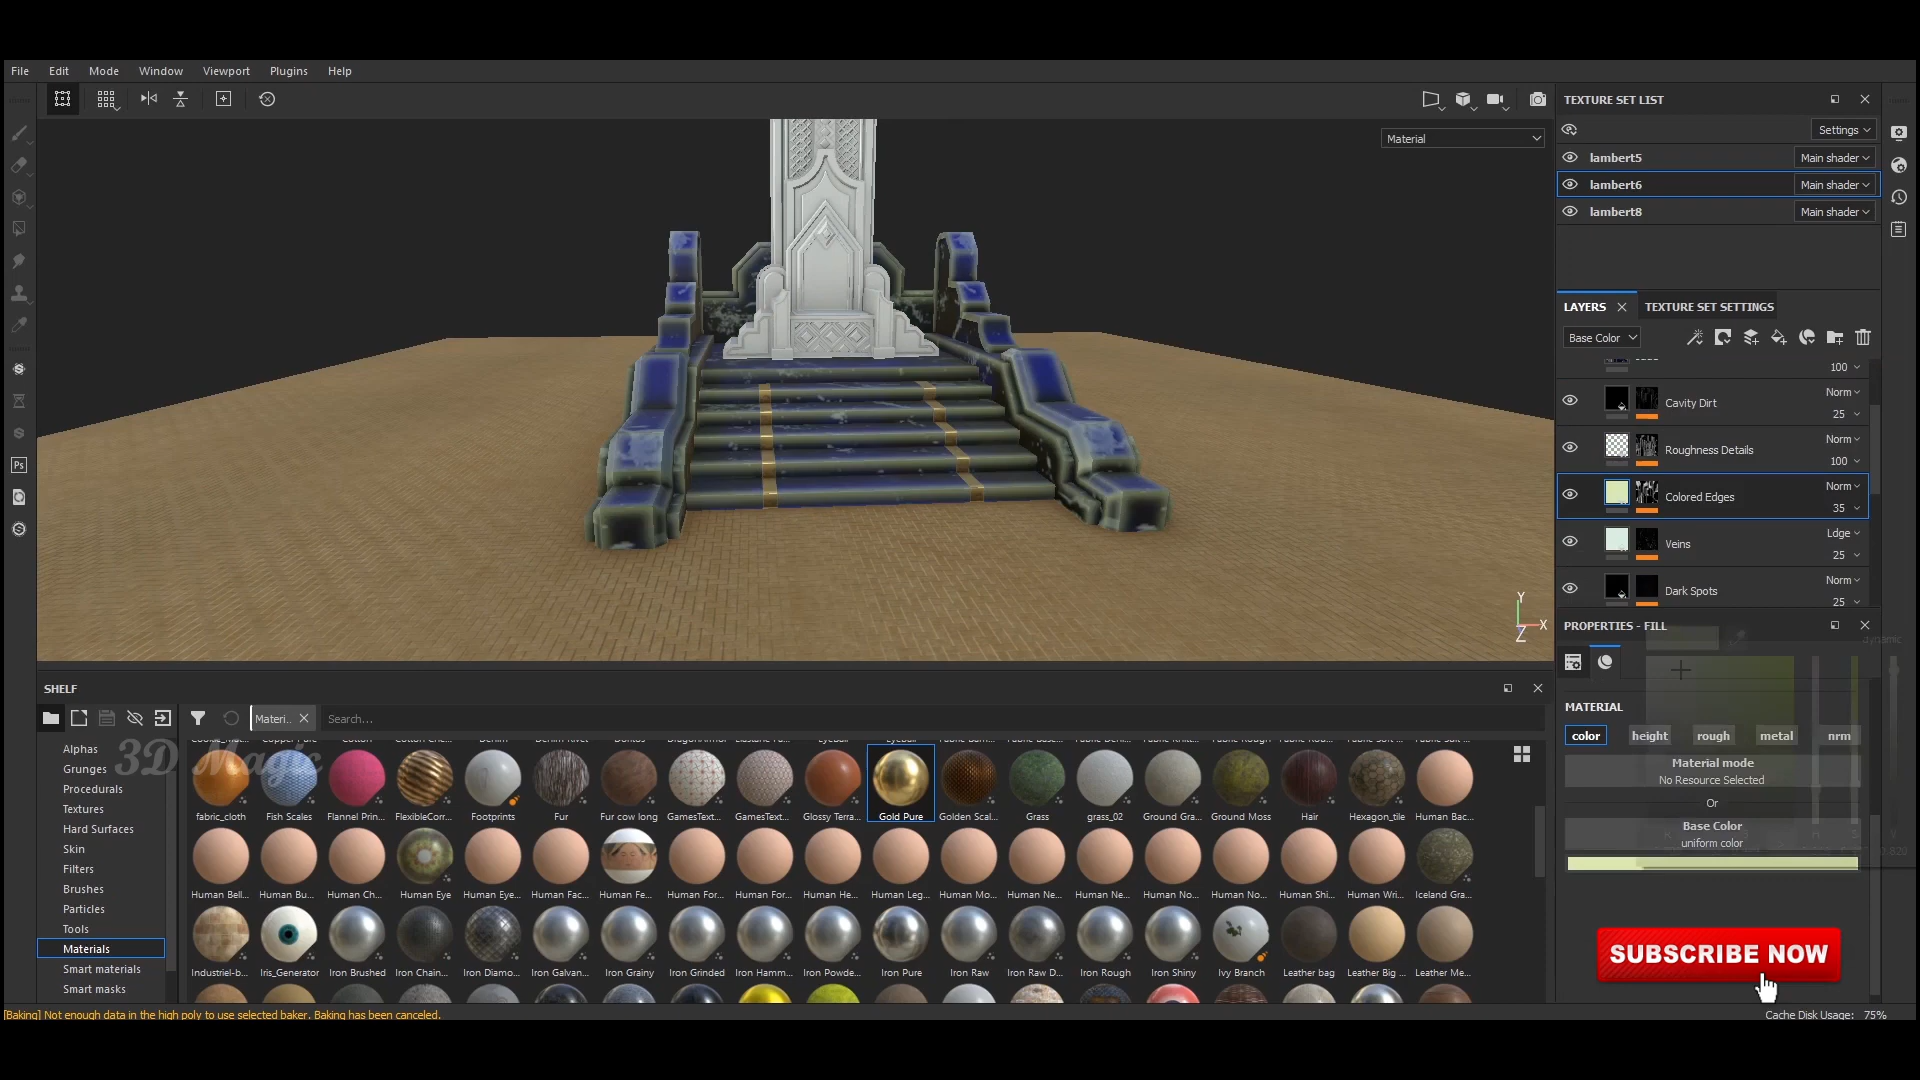 File Edit Mode Window Viewport Plugins Help
Material
TEXTURE SET LIST
Settings
lambert5 Main shader
lambert6 Main shader
lambert8 Main shader
LAYERS TEXTURE SET SETTINGS
Base Color
100
Cavity Dirt Norm 25
Roughness Details Norm 100
Colored Edges Norm 35
Veins Ldge 25
Dark Spots Norm 25
PROPERTIES - FILL
MATERIAL
color height rough metal nrm
Material mode
No Resource Selected
Or
Base Color
uniform color
SUBSCRIBE NOW
Y
X
Z
Ps
SHELF
Materi.. Search...
3D Magic
Alphas
Grunges
Procedurals
Textures
Hard Surfaces
Skin
Filters
Brushes
Particles
Tools
Materials
Smart materials
Smart masks
fabric_cloth Fish Scales Flannel Prin... FlexibleCorr... Footprints Fur Fur cow long GamesText... GamesText... Glossy Terra... Gold Pure Golden Scal... Grass grass_02 Ground Gra... Ground Moss Hair Hexagon_tile Human Bac...
Human Bell... Human Bu... Human Ch... Human Eye Human Eye... Human Fac... Human Fe... Human For... Human For... Human He... Human Leg... Human Mo... Human Ne... Human Ne... Human No... Human No... Human Shi... Human Wri... Iceland Gra...
Industriel-b... Iris_Generator Iron Brushed Iron Chain... Iron Diamo... Iron Galvan... Iron Grainy Iron Grinded Iron Hamm... Iron Powde... Iron Pure Iron Raw Iron Raw D... Iron Rough Iron Shiny Ivy Branch Leather bag Leather Big ... Leather Me...
[Baking] Not enough data in the high poly to use selected baker. Baking has been canceled.
Cache Disk Usage: 75%